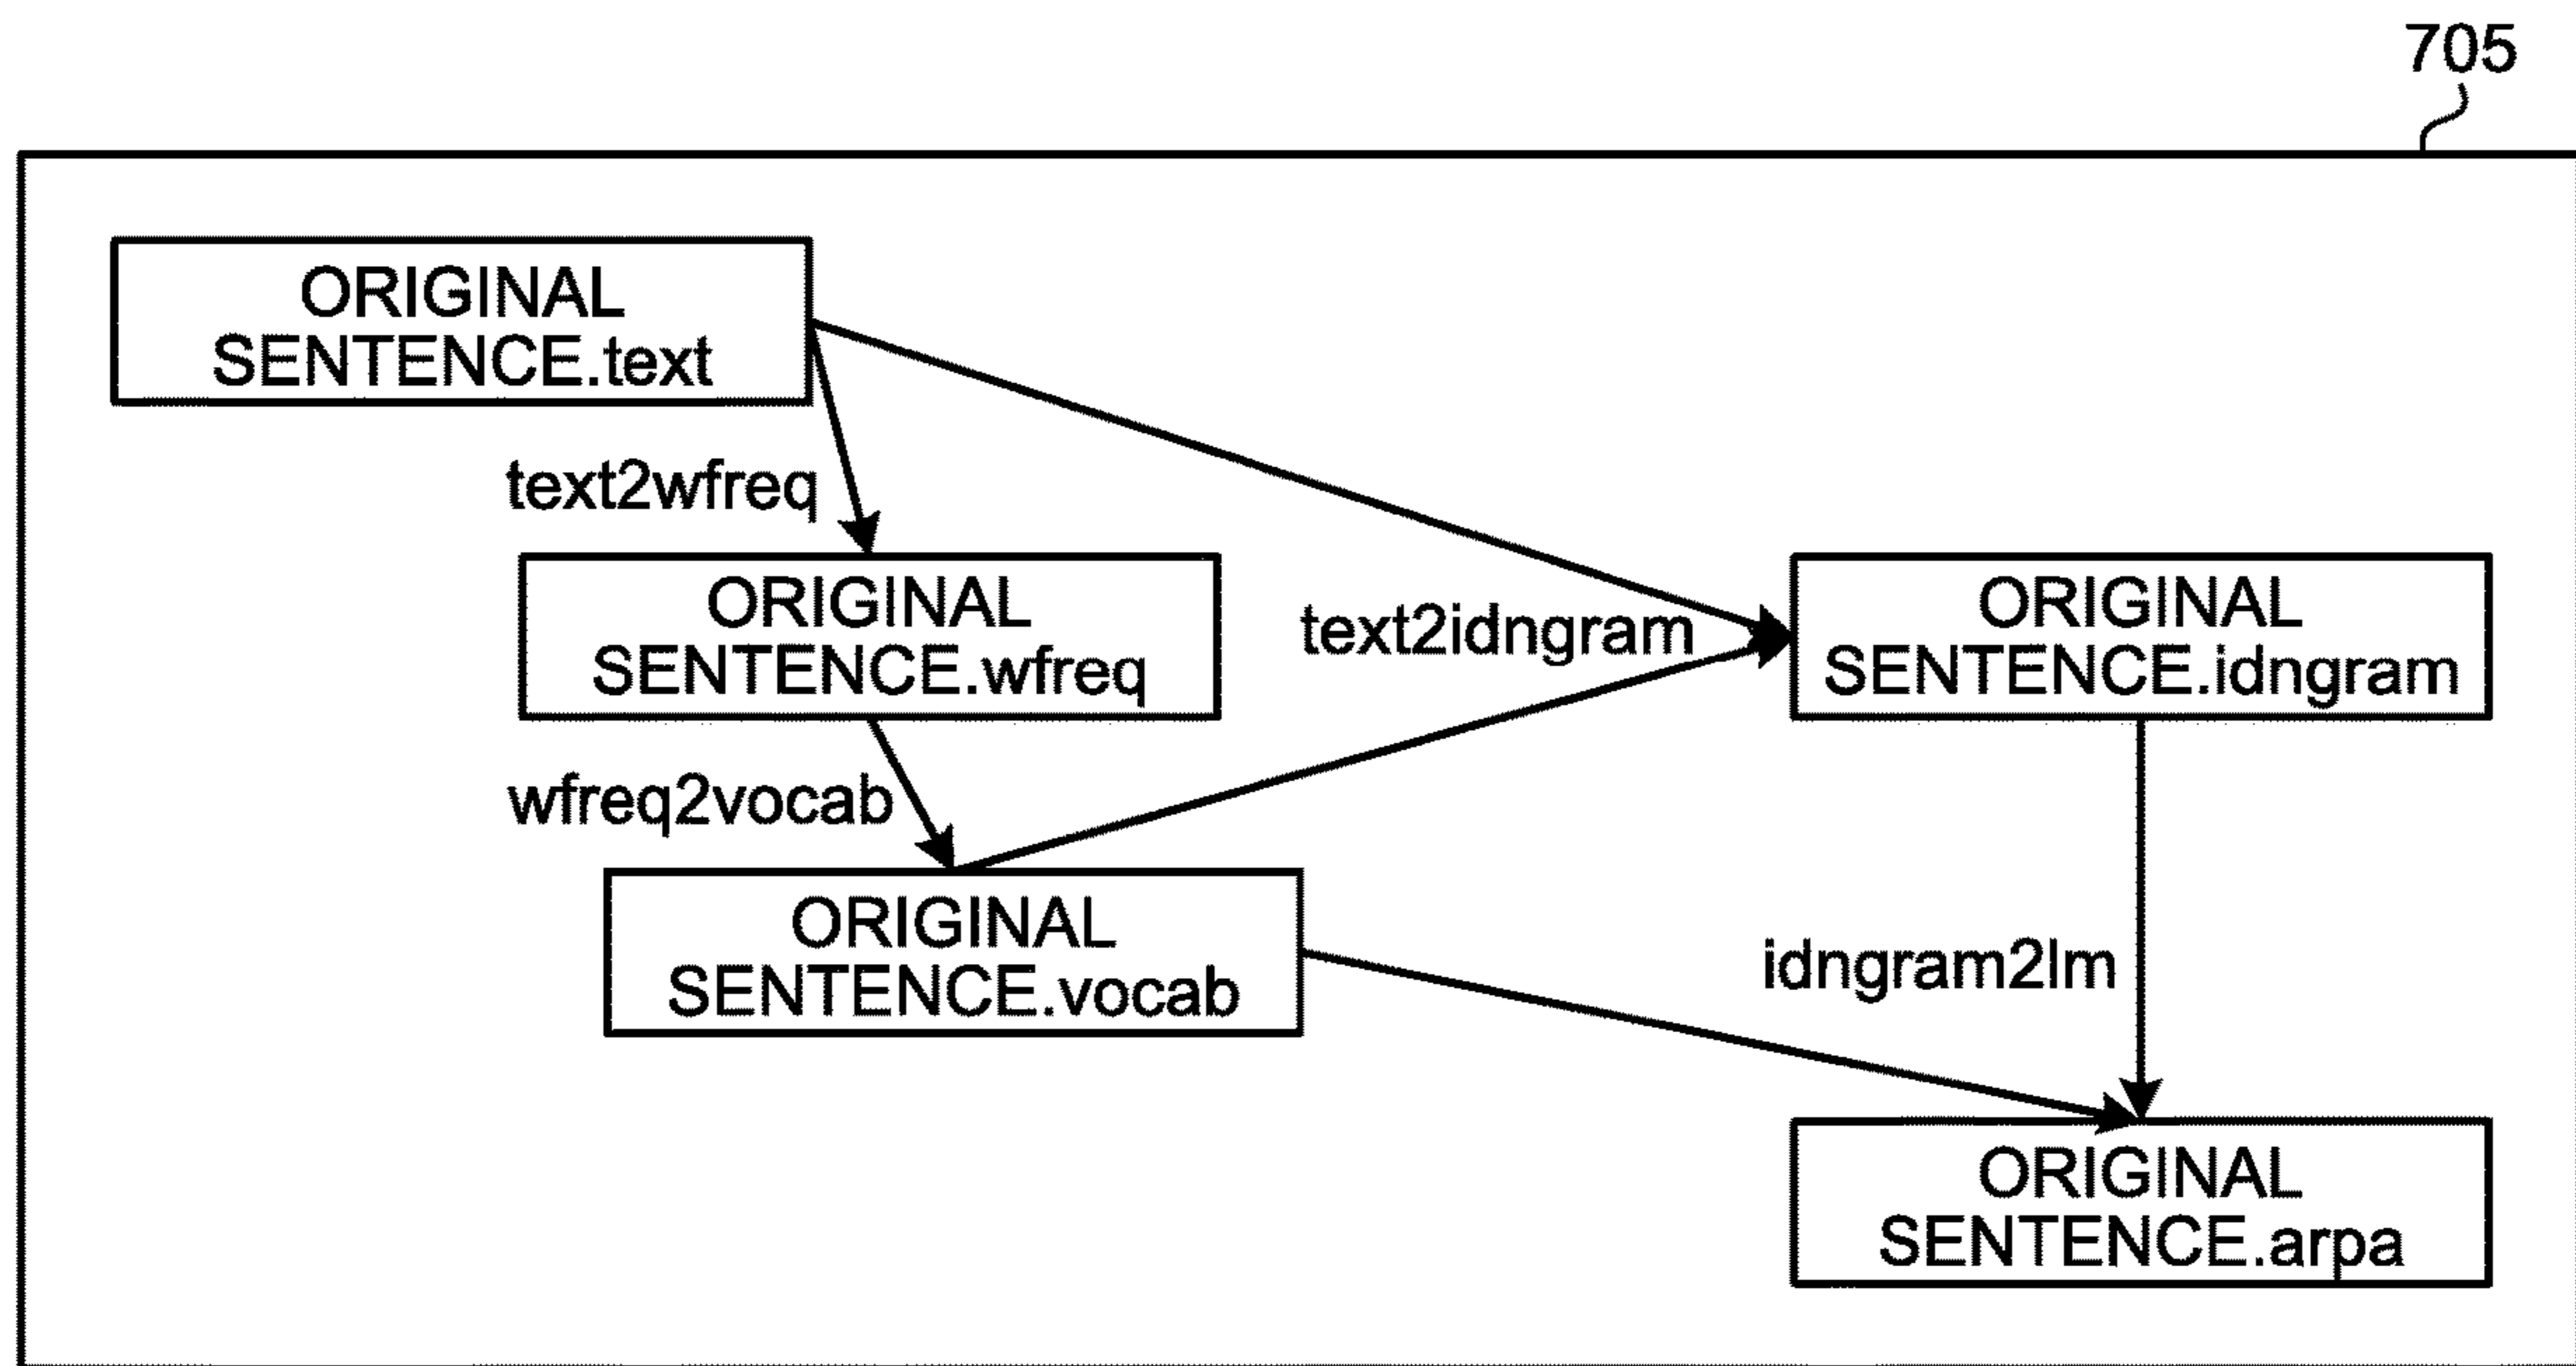 705
ORIGINAL
SENTENCE.text
text2wfreq
ORIGINAL
SENTENCE.wfreq
text2idngram
ORIGINAL
SENTENCE.idngram
wfreq2vocab
ORIGINAL
SENTENCE.vocab
idngram2lm
ORIGINAL
SENTENCE.arpa